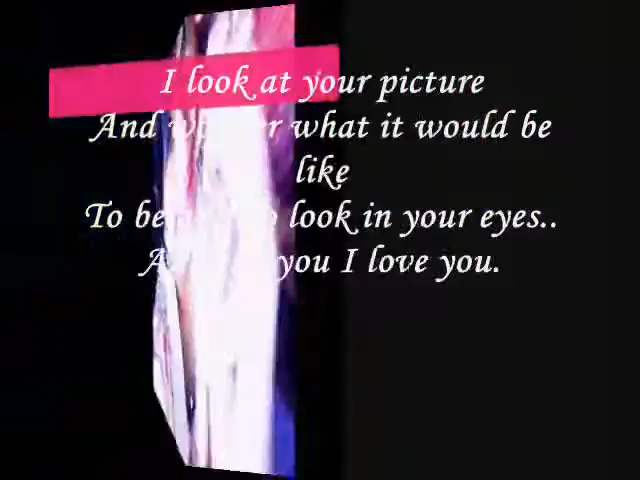 I look at your picture
And what it would be
like
To be look in your eyes..
you I love you.